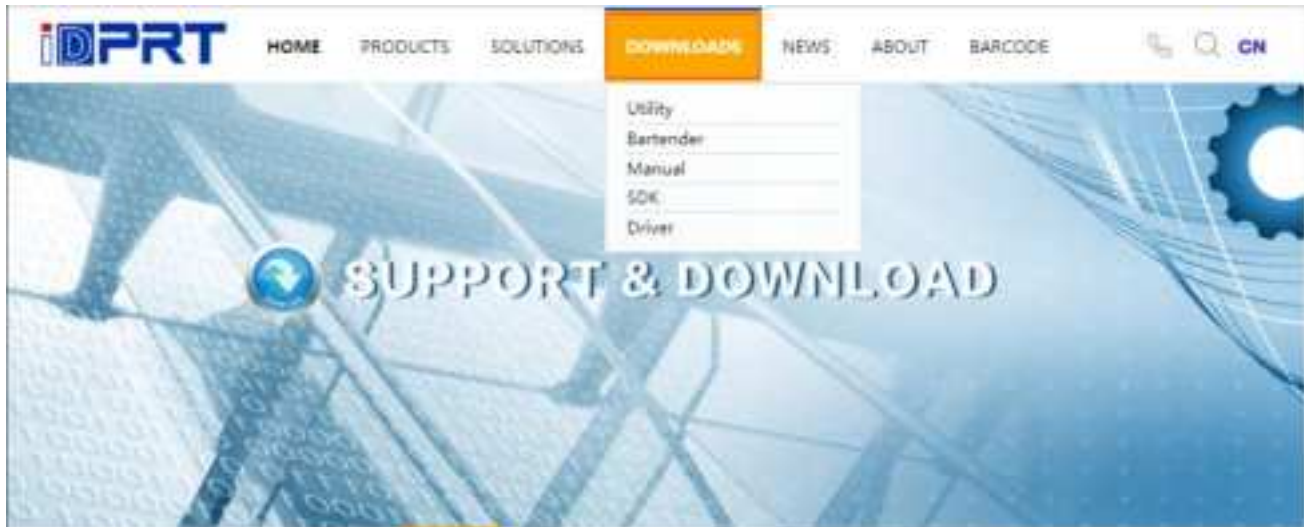 iDPRT HOME PRODUCTS SOLUTIONS DOWNLOADS NEWS ABOUT BARCODE CN
Utility
Bartender
Manual
SDK
Driver
SUPPORT & DOWNLOAD